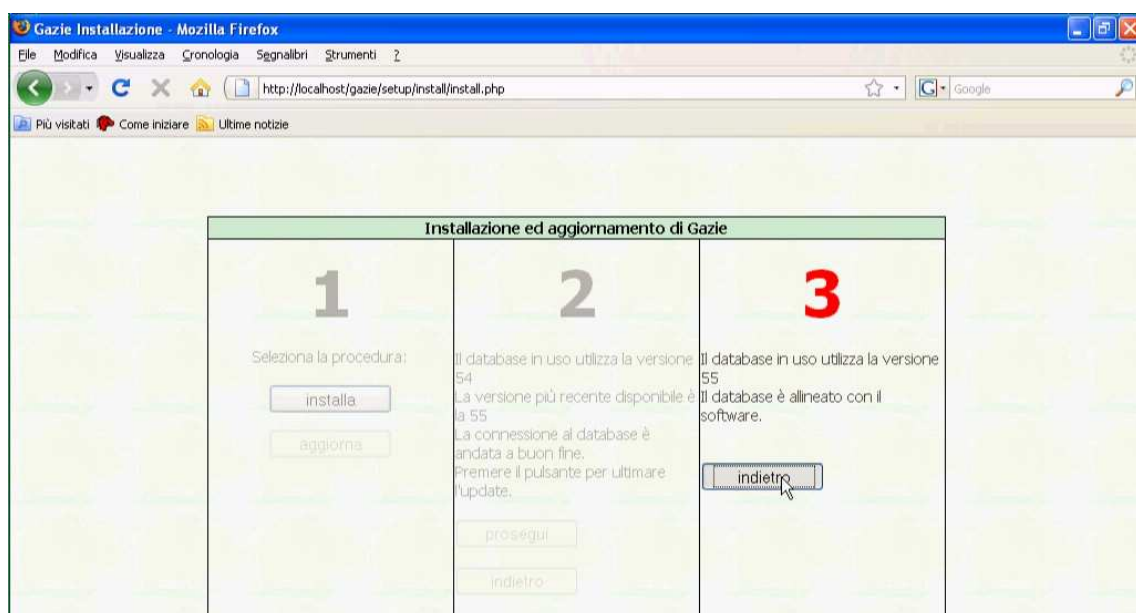 Gazie Installazione - Mozilla Firefox
File Modifica Visualizza Cronologia Segnalibri Strumenti ?
http://localhost/gazie/setup/install/install.php
G Google
Più visitati Come iniziare Ultime notizie
Installazione ed aggiornamento di Gazie
1
Seleziona la procedura:
installa
aggiorna
2
Il database in uso utilizza la versione
54
La versione più recente disponibile è
la 55
La connessione al database è
andata a buon fine.
Premere il pulsante per ultimare
l'update.
prosegui
indietro
3
Il database in uso utilizza la versione
55
Il database è allineato con il
software.
indietro